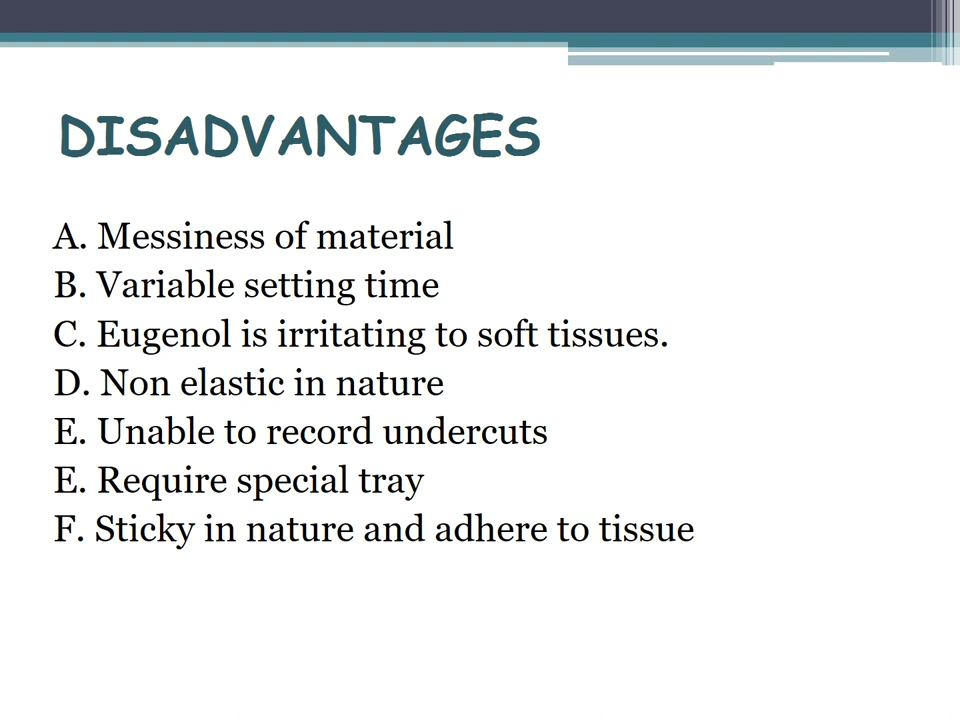 DISADVANTAGES
A. Messiness of material
B. Variable setting time
C. Eugenol is irritating to soft tissues.
D. Non elastic in nature
E. Unable to record undercuts
E. Require special tray
F. Sticky in nature and adhere to tissue